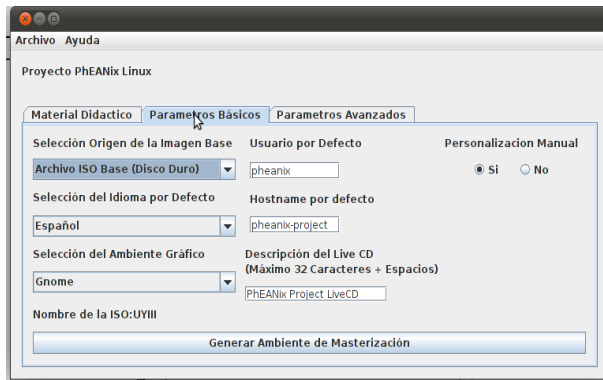 Archivo Ayuda
Proyecto PhEANix Linux
Material Didactico Parametros Básicos Parametros Avanzados
Selección Origen de la Imagen Base Usuario por Defecto Personalizacion Manual
Archivo ISO Base (Disco Duro) pheanix Si No
Selección del Idioma por Defecto Hostname por defecto
Español pheanix-project
Selección del Ambiente Gráfico Descripción del Live CD
(Máximo 32 Caracteres + Espacios)
Gnome PhEANix Project LiveCD
Nombre de la ISO:UYIII
Generar Ambiente de Masterización